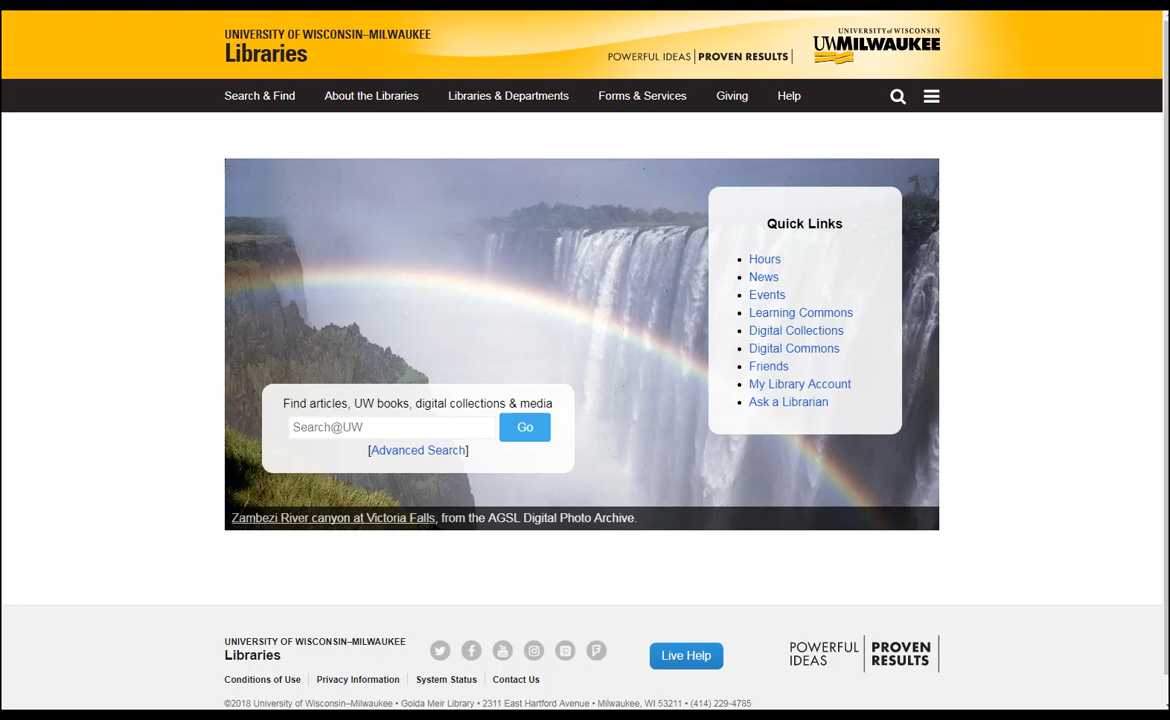 UNIVERSITY OF WISCONSIN–MILWAUKEE
Libraries
POWERFUL IDEAS PROVEN RESULTS
UNIVERSITY of WISCONSIN
UWMILWAUKEE
Search & Find About the Libraries Libraries & Departments Forms & Services Giving Help
Quick Links
Hours
News
Events
Learning Commons
Digital Collections
Digital Commons
Friends
My Library Account
Ask a Librarian
Find articles, UW books, digital collections & media
Search@UW Go
[Advanced Search]
Zambezi River canyon at Victoria Falls, from the AGSL Digital Photo Archive.
UNIVERSITY OF WISCONSIN–MILWAUKEE
Libraries
Live Help
POWERFUL IDEAS
PROVEN RESULTS
Conditions of Use Privacy Information System Status Contact Us
©2018 University of Wisconsin–Milwaukee • Golda Meir Library • 2311 East Hartford Avenue • Milwaukee, WI 53211 • (414) 229-4785